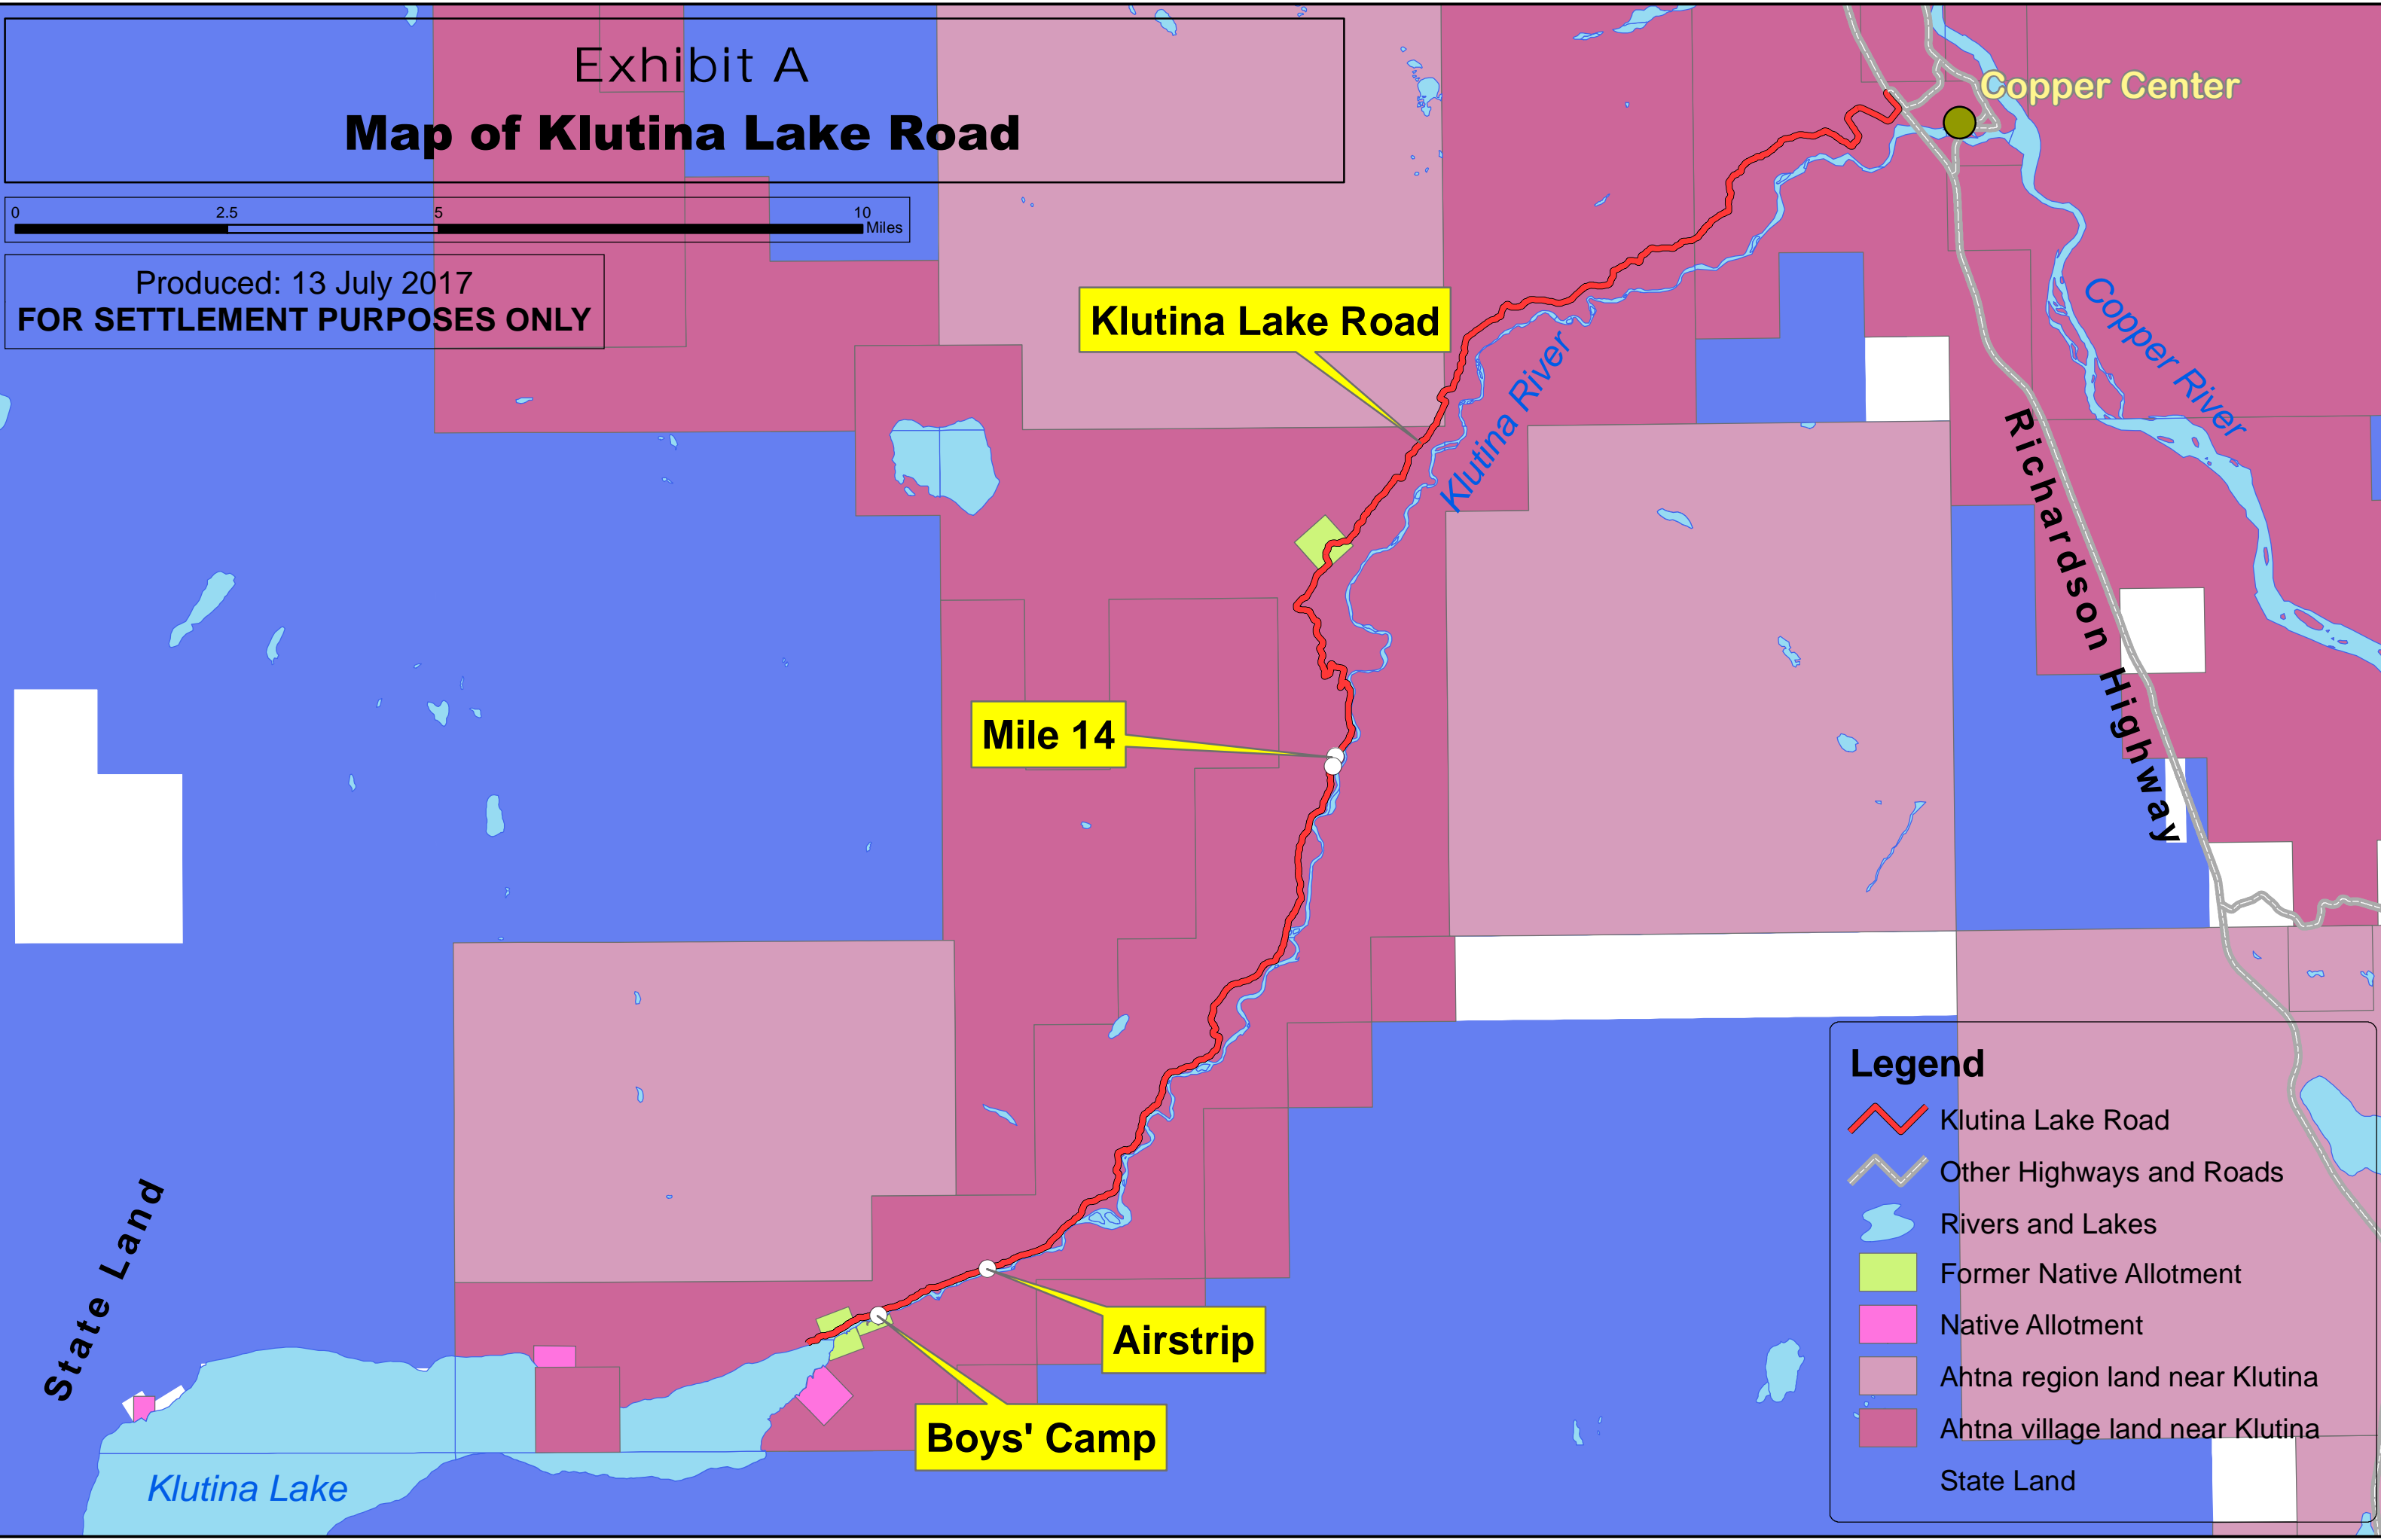 Exhibit A
Map of Klutina Lake Road
0 2.5 5 10
Miles
Produced: 13 July 2017
FOR SETTLEMENT PURPOSES ONLY
Copper Center
Klutina Lake Road
Klutina River
Copper River
Richardson Highway
Mile 14
Airstrip
Boys' Camp
State Land
Klutina Lake
Legend
Klutina Lake Road
Other Highways and Roads
Rivers and Lakes
Former Native Allotment
Native Allotment
Ahtna region land near Klutina
Ahtna village land near Klutina
State Land